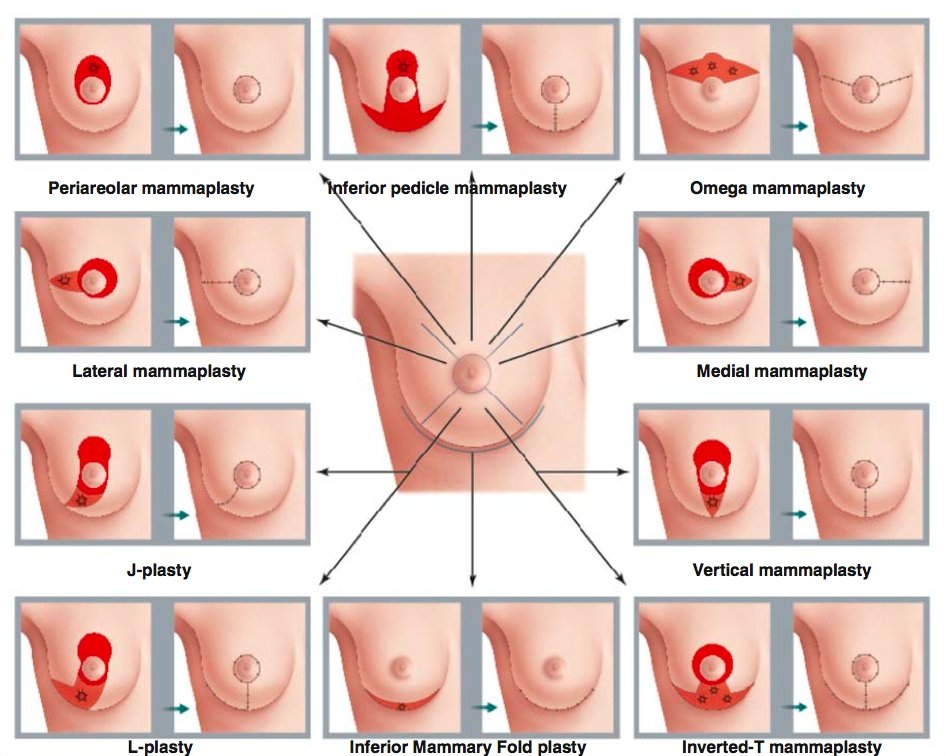 Periareolar mammaplasty
Inferior pedicle mammaplasty
Omega mammaplasty
Lateral mammaplasty
Medial mammaplasty
J-plasty
Vertical mammaplasty
L-plasty
Inferior Mammary Fold plasty
Inverted-T mammaplasty